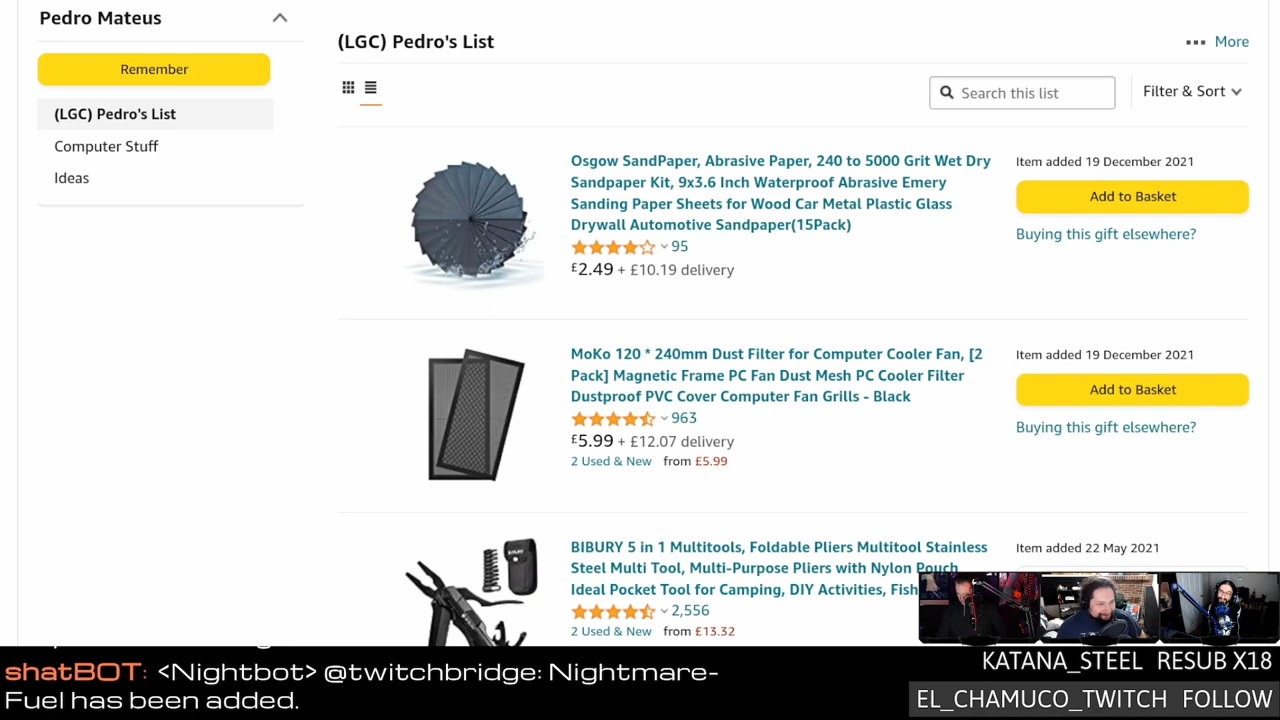 Pedro Mateus
Remember
(LGC) Pedro's List
Computer Stuff
Ideas
(LGC) Pedro's List
More
Search this list
Filter & Sort
Osgow SandPaper, Abrasive Paper, 240 to 5000 Grit Wet Dry
Sandpaper Kit, 9x3.6 Inch Waterproof Abrasive Emery
Sanding Paper Sheets for Wood Car Metal Plastic Glass
Drywall Automotive Sandpaper(15Pack)
95
£2.49 + £10.19 delivery
Item added 19 December 2021
Add to Basket
Buying this gift elsewhere?
MoKo 120 * 240mm Dust Filter for Computer Cooler Fan, [2
Pack] Magnetic Frame PC Fan Dust Mesh PC Cooler Filter
Dustproof PVC Cover Computer Fan Grills - Black
963
£5.99 + £12.07 delivery
2 Used & New from £5.99
Item added 19 December 2021
Add to Basket
Buying this gift elsewhere?
BIBURY 5 in 1 Multitools, Foldable Pliers Multitool Stainless
Steel Multi Tool, Multi-Purpose Pliers with Nylon Pouch
Ideal Pocket Tool for Camping, DIY Activities, Fish
2,556
2 Used & New from £13.32
Item added 22 May 2021
shatBOT: <Nightbot> @twitchbridge: Nightmare-
Fuel has been added.
KATANA_STEEL RESUB X18
EL_CHAMUCO_TWITCH FOLLOW